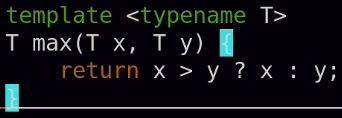 template <typename T>
T max(T x, T y) {
    return x > y ? x : y;
}